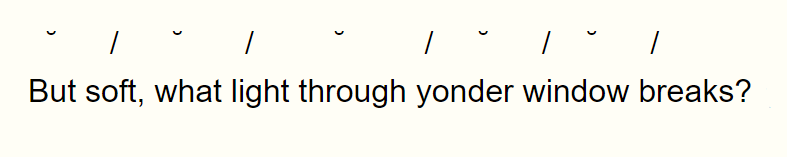 ˘ / ˘ / ˘ / ˘ / ˘ /
But soft, what light through yonder window breaks?